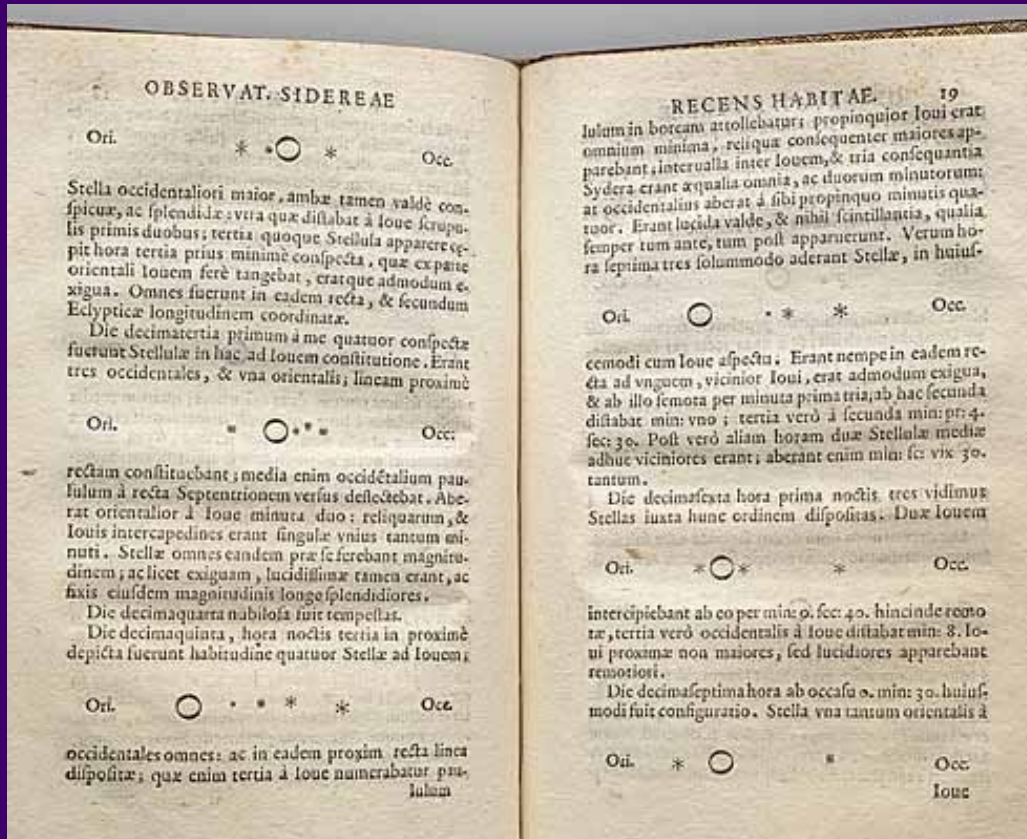 OBSERVAT. SIDEREAE
Ori. Occ.
Stella occidentaliori maior, ambæ tamen valdè con-
ſpicuæ, ac ſplendidæ: vtra quæ diſtabat à Ioue ſcrupu-
lis primis duobus; tertia quoque Stellula apparere cę-
pit hora tertia prius minimè conſpecta, quæ ex parte
orientali Iouem ferè tangebat, eratque admodum e-
xigua. Omnes fuerunt in eadem recta, & ſecundum
Eclypticæ longitudinem coordinatæ.
Die decimatertia primum à me quatuor conſpectæ
fuerunt Stellulæ in hac ad Iouem conſtitutione. Erant
tres occidentales, & vna orientalis; lineam proximè
Ori. Occ.
rectam conſtituebant; media enim occidẽtalium pau-
lulum à recta Septentrionem verſus deflectebat. Abe-
rat orientalior à Ioue minuta duo: reliquarum, &
Iouis intercapedines erant ſingulæ vnius tantum mi-
nuti. Stellæ omnes eandem præ ſe ferebant magnitu-
dinem; ac licet exiguam, lucidiſſimæ tamen erant, ac
fixis eiuſdem magnitudinis longe ſplendidiores.
Die decimaquarta nubiloſa fuit tempeſtas.
Die decimaquinta, hora noctis tertia in proximè
depicta fuerunt habitudine quatuor Stellæ ad Iouem;
Ori. Occ.
occidentales omnes: ac in eadem proxim recta linea
diſpoſitæ; quæ enim tertia à Ioue numerabatur pau-
lulum
RECENS HABITAE. 19
lulum in boream attollebatur; propinquior Ioui erat
omnium minima, reliquæ conſequenter maiores ap-
parebant; interualla inter Iouem, & tria conſequantia
Sydera erant æqualia omnia, ac duorum minutorum:
at occidentalius aberat à ſibi propinquo minutis qua-
tuor. Erant lucida valde, & nihil ſcintillantia, qualia
ſemper tum ante, tum poſt apparuerunt. Verum ho-
ra ſeptima tres ſolummodo aderant Stellæ, in huiuſ-
Ori. Occ.
cemodi cum Ioue aſpectu. Erant nempe in eadem re-
cta ad vnguem, vicinior Ioui, erat admodum exigua,
& ab illo ſemota per minuta prima tria; ab hac ſecunda
diſtabat min: vno; tertia verò à ſecunda min: pr: 4.
ſec: 30. Poſt verò aliam horam duæ Stellulæ mediæ
adhuc viciniores erant; aberant enim min: ſc: vix 30.
tantum.
Die decimaſexta hora prima noctis tres vidimus
Stellas iuxta hunc ordinem diſpoſitas. Duæ Iouem
Ori. Occ.
intercipiebant ab eo per min: 0. ſec: 40. hinc inde remo
tæ, tertia verò occidentalis à Ioue diſtabat min: 8. Io-
ui proximæ non maiores, ſed lucidiores apparebant
remotiori.
Die decimaſeptima hora ab occaſu 0. min: 30. huiuſ-
modi fuit configuratio. Stella vna tantum orientalis à
Ori. Occ.
Ioue